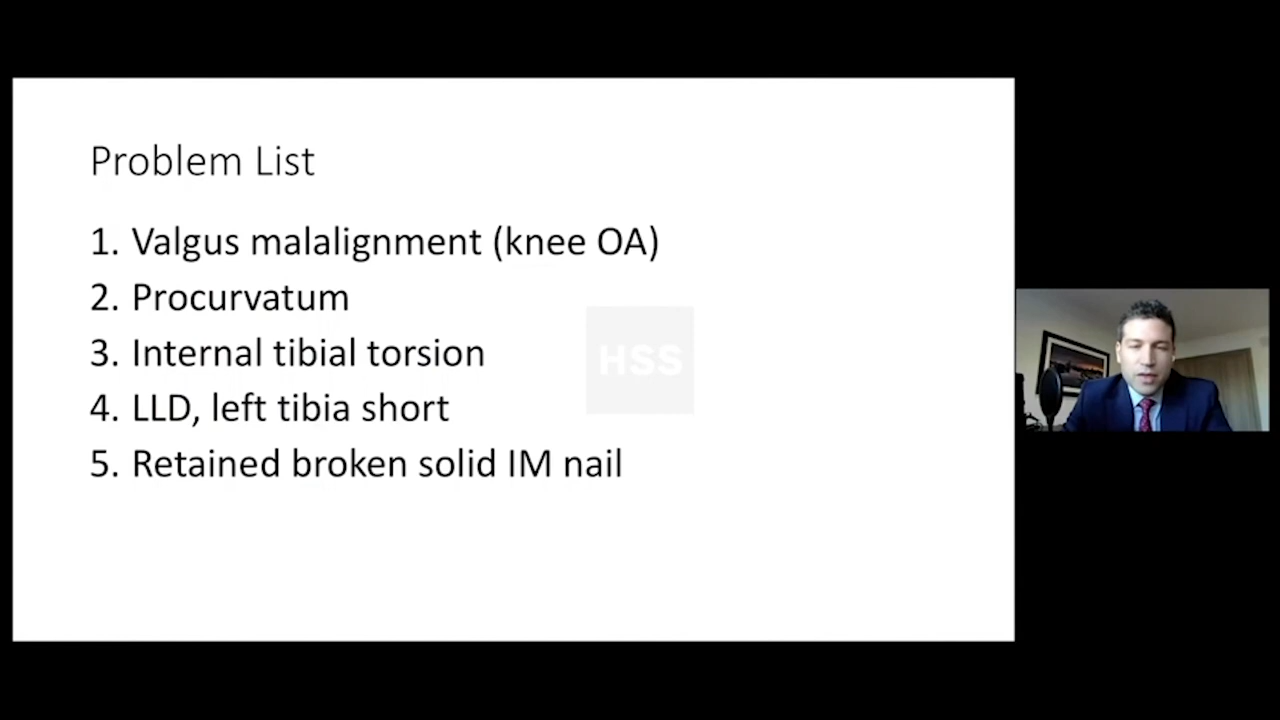 Problem List
1. Valgus malalignment (knee OA)
2. Procurvatum
3. Internal tibial torsion
HSS
4. LLD, left tibia short
5. Retained broken solid IM nail